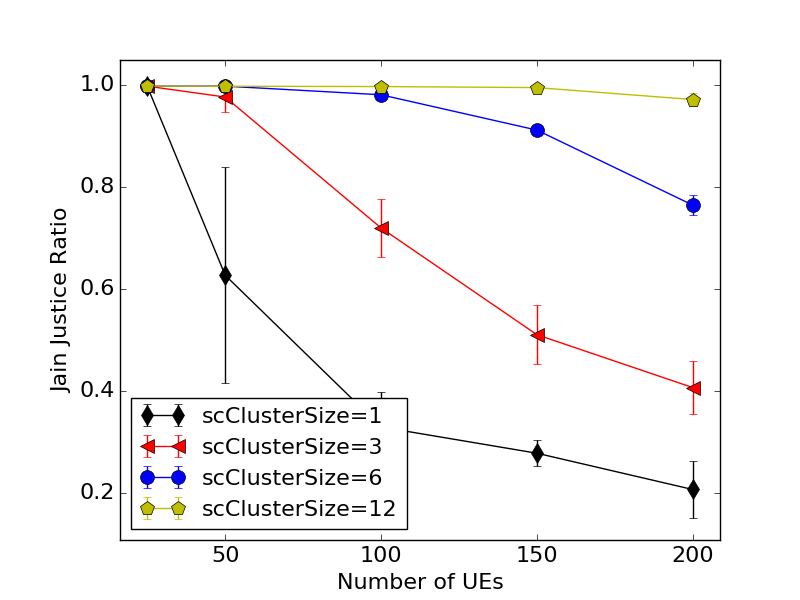 1.0
0.8
0.6
0.4
0.2
Jain Justice Ratio
scClusterSize=1
scClusterSize=3
scClusterSize=6
scClusterSize=12
50 100 150 200
Number of UEs